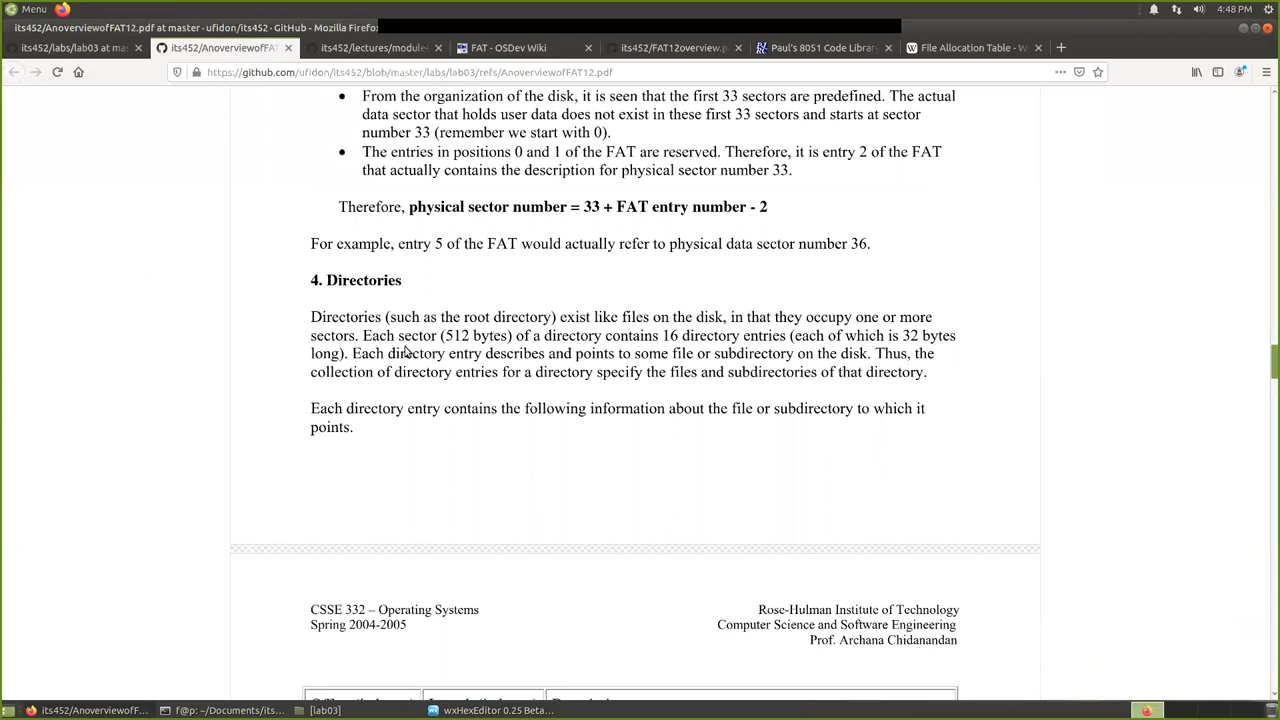 Menu
4:48 PM
its452/AnoverviewofFAT12.pdf at master · ufidon/its452 · GitHub - Mozilla Firefox
its452/labs/lab03 at mas
its452/AnoverviewofFAT
its452/lectures/module
FAT - OSDev Wiki
its452/FAT12overview.p
Paul's 8051 Code Library
File Allocation Table - W
https://github.com/ufidon/its452/blob/master/labs/lab03/refs/AnoverviewofFAT12.pdf
• From the organization of the disk, it is seen that the first 33 sectors are predefined. The actual
data sector that holds user data does not exist in these first 33 sectors and starts at sector
number 33 (remember we start with 0).
• The entries in positions 0 and 1 of the FAT are reserved. Therefore, it is entry 2 of the FAT
that actually contains the description for physical sector number 33.
Therefore, physical sector number = 33 + FAT entry number - 2
For example, entry 5 of the FAT would actually refer to physical data sector number 36.
4. Directories
Directories (such as the root directory) exist like files on the disk, in that they occupy one or more
sectors. Each sector (512 bytes) of a directory contains 16 directory entries (each of which is 32 bytes
long). Each directory entry describes and points to some file or subdirectory on the disk. Thus, the
collection of directory entries for a directory specify the files and subdirectories of that directory.
Each directory entry contains the following information about the file or subdirectory to which it
points.
CSSE 332 – Operating Systems
Rose-Hulman Institute of Technology
Spring 2004-2005
Computer Science and Software Engineering
Prof. Archana Chidanandan
its452/AnoverviewofF...
f@p: ~/Documents/its...
[lab03]
wxHexEditor 0.25 Beta...